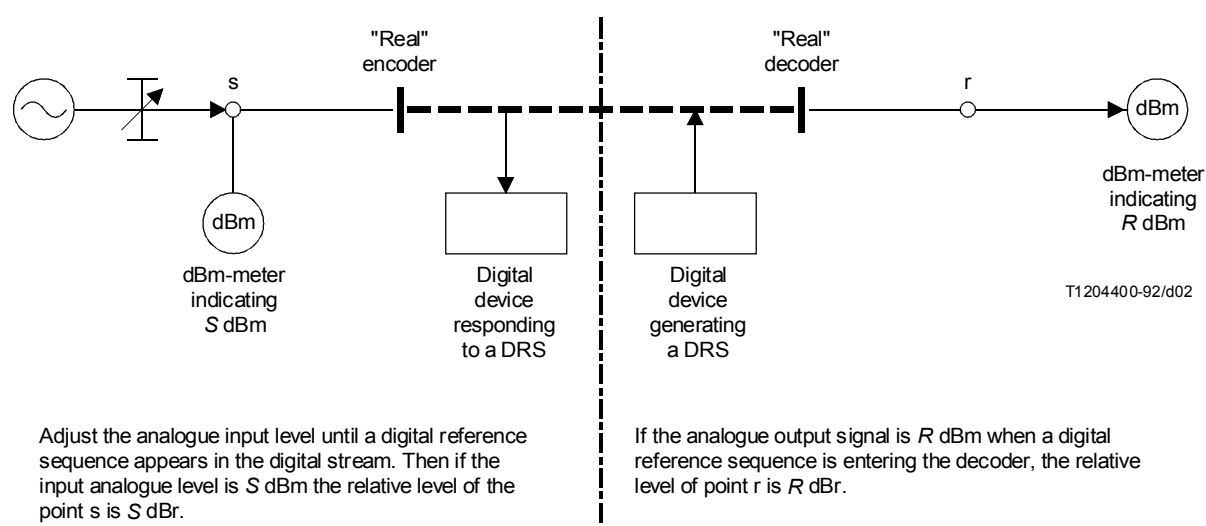 "Real"
encoder
"Real"
decoder
s
r
dBm
dBm
dBm-meter
indicating
R dBm
dBm-meter
indicating
S dBm
Digital
device
responding
to a DRS
Digital
device
generating
a DRS
T1204400-92/d02
Adjust the analogue input level until a digital reference
sequence appears in the digital stream. Then if the
input analogue level is S dBm the relative level of the
point s is S dBr.
If the analogue output signal is R dBm when a digital
reference sequence is entering the decoder, the relative
level of point r is R dBr.